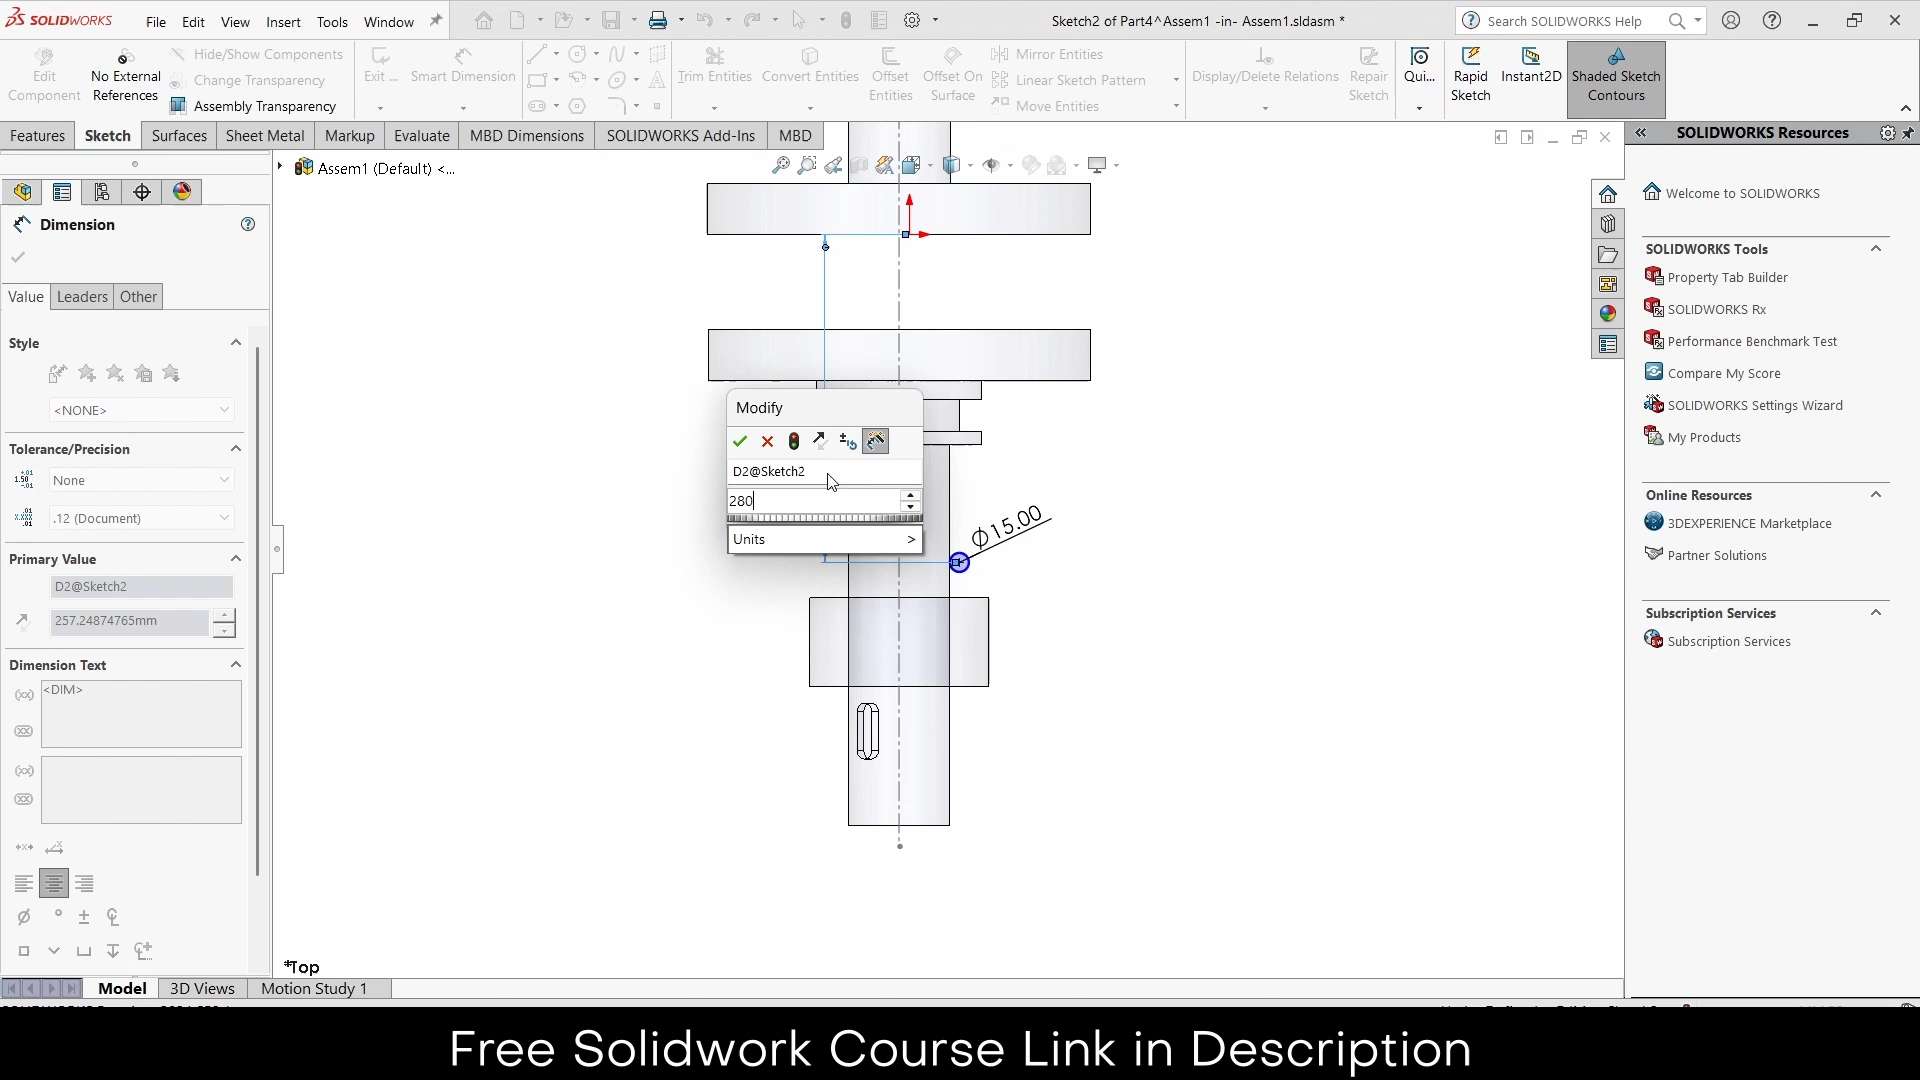 SOLIDWORKS File Edit View Insert Tools Window
Sketch2 of Part4^Assem1 -in- Assem1.sldasm *
Search SOLIDWORKS Help
Edit Component
No External References
Hide/Show Components
Change Transparency
Assembly Transparency
Exit ...
Smart Dimension
Trim Entities
Convert Entities
Offset Entities
Offset On Surface
Mirror Entities
Linear Sketch Pattern
Move Entities
Display/Delete Relations
Repair Sketch
Qui...
Rapid Sketch
Instant2D
Shaded Sketch Contours
Features Sketch Surfaces Sheet Metal Markup Evaluate MBD Dimensions SOLIDWORKS Add-Ins MBD
Assem1 (Default) <...
Dimension
Value Leaders Other
Style
<NONE>
Tolerance/Precision
None
.12 (Document)
Primary Value
D2@Sketch2
257.24874765mm
Dimension Text
<DIM>
Modify
D2@Sketch2
280
Units >
Ø15.00
*Top
Model 3D Views Motion Study 1
SOLIDWORKS Resources
Welcome to SOLIDWORKS
SOLIDWORKS Tools
Property Tab Builder
SOLIDWORKS Rx
Performance Benchmark Test
Compare My Score
SOLIDWORKS Settings Wizard
My Products
Online Resources
3DEXPERIENCE Marketplace
Partner Solutions
Subscription Services
Subscription Services
Free Solidwork Course Link in Description